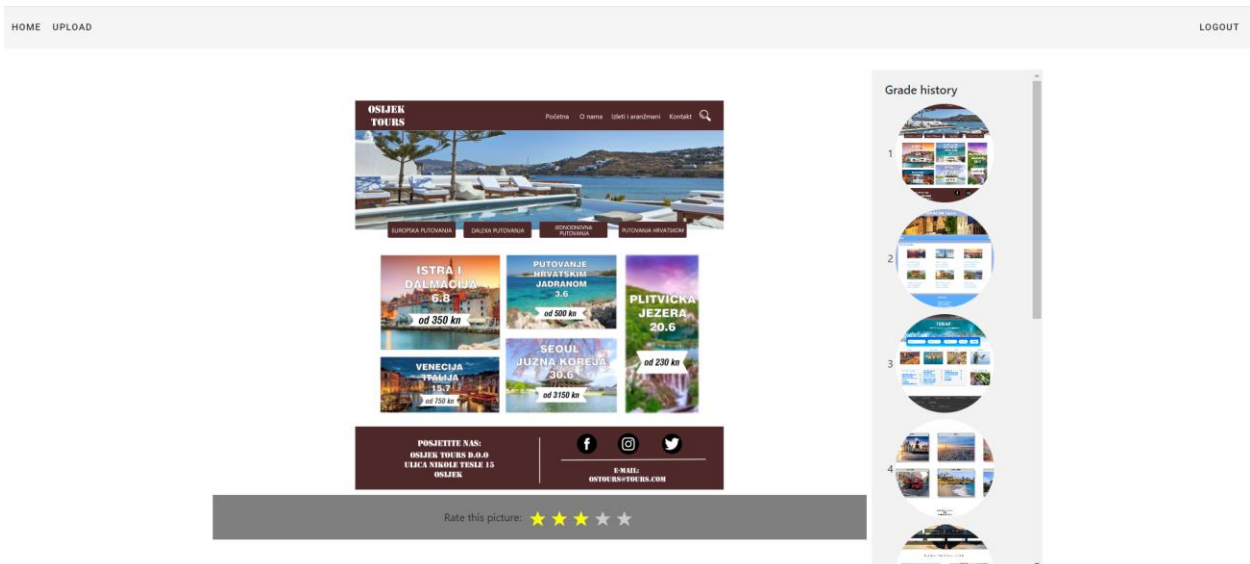 HOME UPLOAD LOGOUT
OSIJEK
TOURS
Početna O nama Izleti i aranžmani Kontakt
EUROPSKA PUTOVANJA DALEKA PUTOVANJA JEDNODNEVNA
PUTOVANJA PUTOVANJA HRVATSKOM
ISTRA I
DALMACIJA
6.8
od 350 kn
PUTOVANJE
HRVATSKIM
JADRANOM
3.6
od 500 kn
PLITVIČKA
JEZERA
20.6
od 230 kn
VENECIJA
ITALIJA
15.7
od 750 kn
SEOUL
JUZNA KOREJA
30.6
od 3150 kn
POSJETITE NAS:
OSIJEK TOURS D.O.O
ULICA NIKOLE TESLE 15
OSIJEK
E-MAIL:
OSTOURS@TOURS.COM
Rate this picture:
Grade history
1
2
3
4